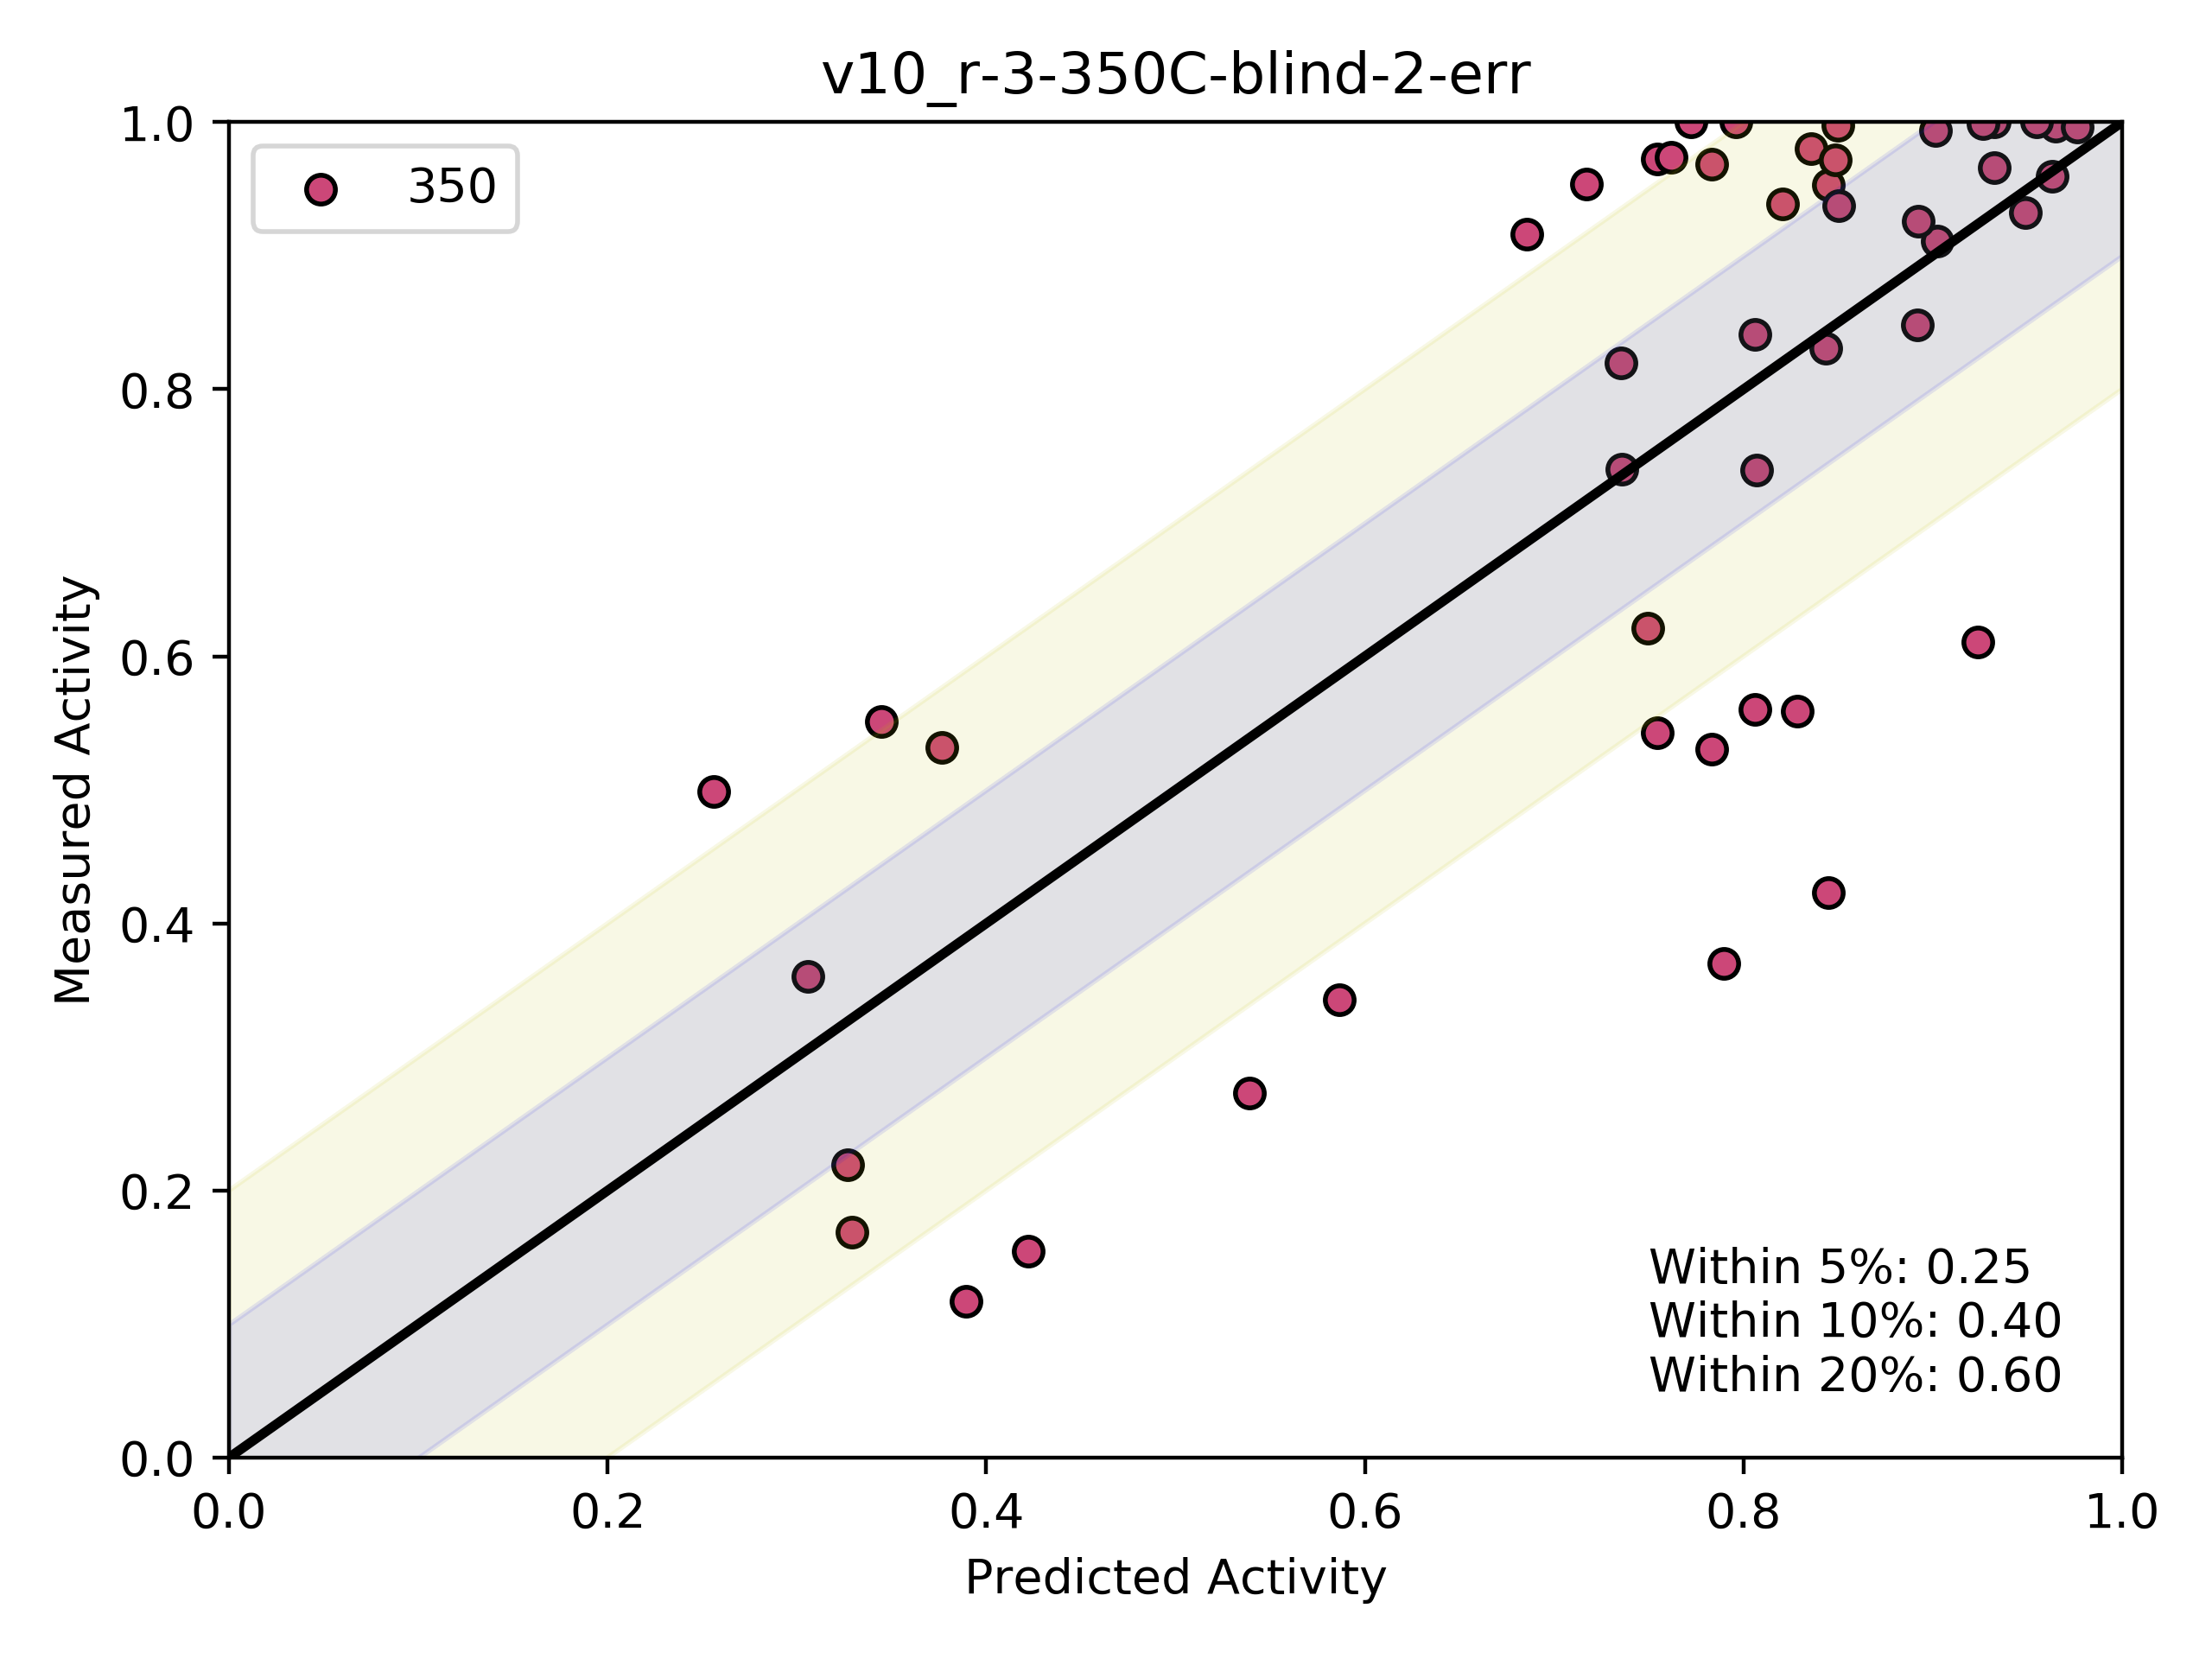 v10_r-3-350C-blind-2-err
350
Measured Activity
1.0
0.8
0.6
0.4
0.2
0.0
0.0 0.2 0.4 0.6 0.8 1.0
Predicted Activity
Within 5%: 0.25
Within 10%: 0.40
Within 20%: 0.60